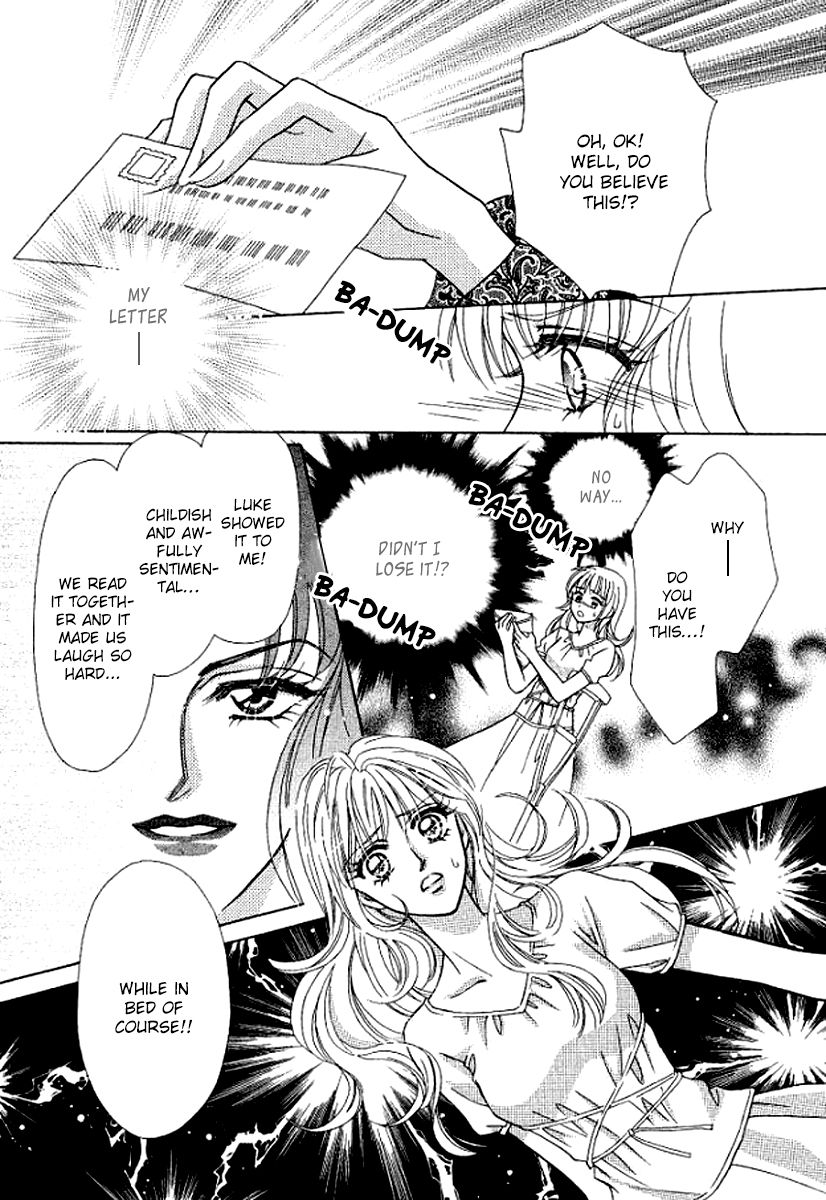 OH, OK!
WELL, DO
YOU BELIEVE
THIS!?
MY
LETTER
—
BA-DUMP
WHY
—
DO
YOU
HAVE
THIS...!
NO
WAY...
BA-DUMP
DIDN'T I
LOSE IT!?
BA-DUMP
LUKE
SHOWED
IT TO
ME!
CHILDISH
AND AW-
FULLY
SENTIMEN-
TAL...
WE READ
IT TOGETH-
ER AND IT
MADE US
LAUGH SO
HARD...
WHILE IN
BED OF
COURSE!!